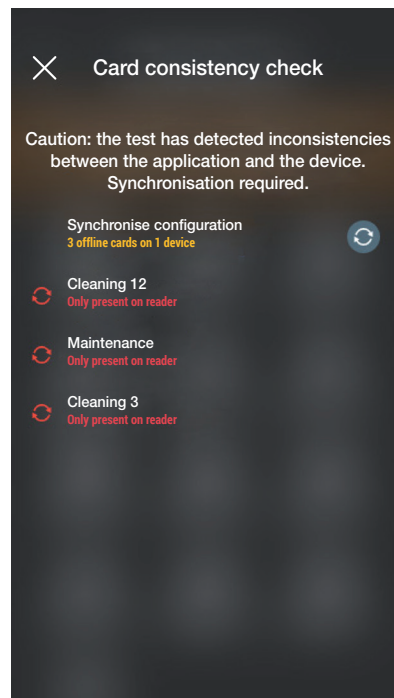 Card consistency check
Caution: the test has detected inconsistencies
between the application and the device.
Synchronisation required.
Synchronise configuration
3 offline cards on 1 device
Cleaning 12
Only present on reader
Maintenance
Only present on reader
Cleaning 3
Only present on reader